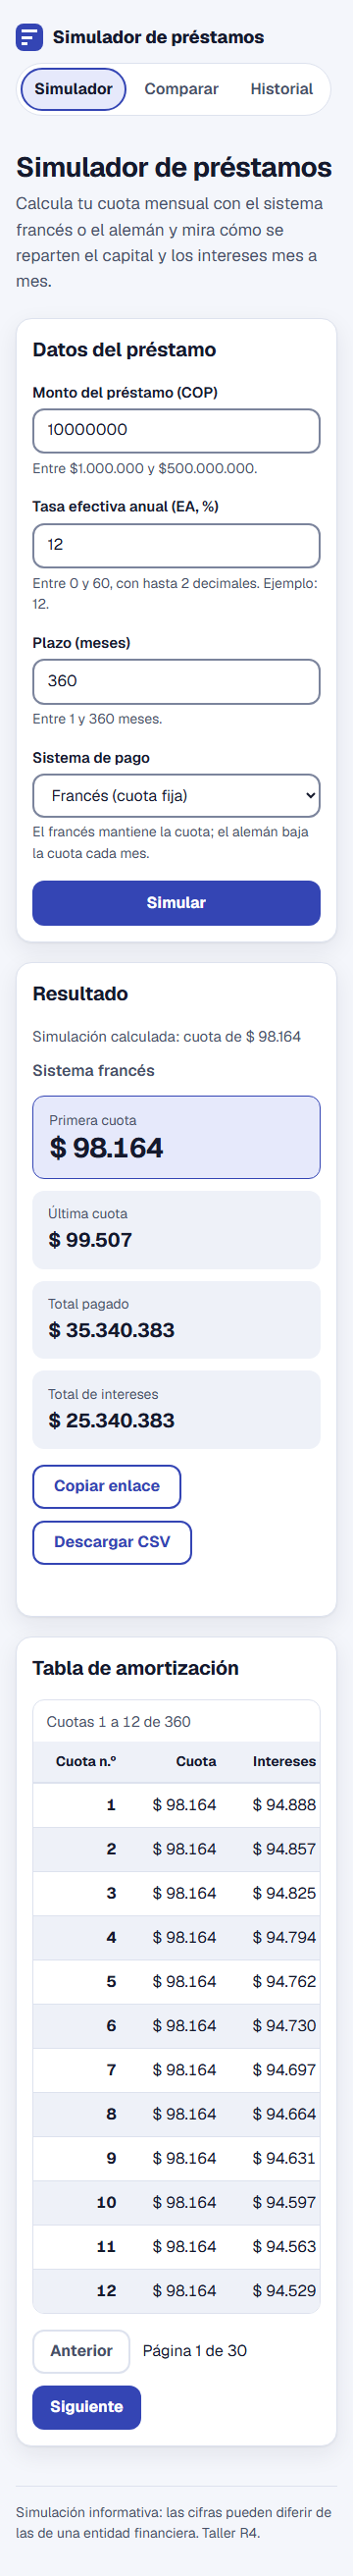 Simulador de préstamos
Simulador
Comparar
Historial
Simulador de préstamos
Calcula tu cuota mensual con el sistema
francés o el alemán y mira cómo se
reparten el capital y los intereses mes a
mes.
Datos del préstamo
Monto del préstamo (COP)
10000000
Entre $1.000.000 y $500.000.000.
Tasa efectiva anual (EA, %)
12
Entre 0 y 60, con hasta 2 decimales. Ejemplo:
12.
Plazo (meses)
360
Entre 1 y 360 meses.
Sistema de pago
Francés (cuota fija)
El francés mantiene la cuota; el alemán baja
la cuota cada mes.
Simular
Resultado
Simulación calculada: cuota de $ 98.164
Sistema francés
Primera cuota
$ 98.164
Última cuota
$ 99.507
Total pagado
$ 35.340.383
Total de intereses
$ 25.340.383
Copiar enlace
Descargar CSV
Tabla de amortización
Cuotas 1 a 12 de 360
Cuota n.º Cuota Intereses
1 $ 98.164 $ 94.888
2 $ 98.164 $ 94.857
3 $ 98.164 $ 94.825
4 $ 98.164 $ 94.794
5 $ 98.164 $ 94.762
6 $ 98.164 $ 94.730
7 $ 98.164 $ 94.697
8 $ 98.164 $ 94.664
9 $ 98.164 $ 94.631
10 $ 98.164 $ 94.597
11 $ 98.164 $ 94.563
12 $ 98.164 $ 94.529
Anterior
Página 1 de 30
Siguiente
Simulación informativa: las cifras pueden diferir de
las de una entidad financiera. Taller R4.